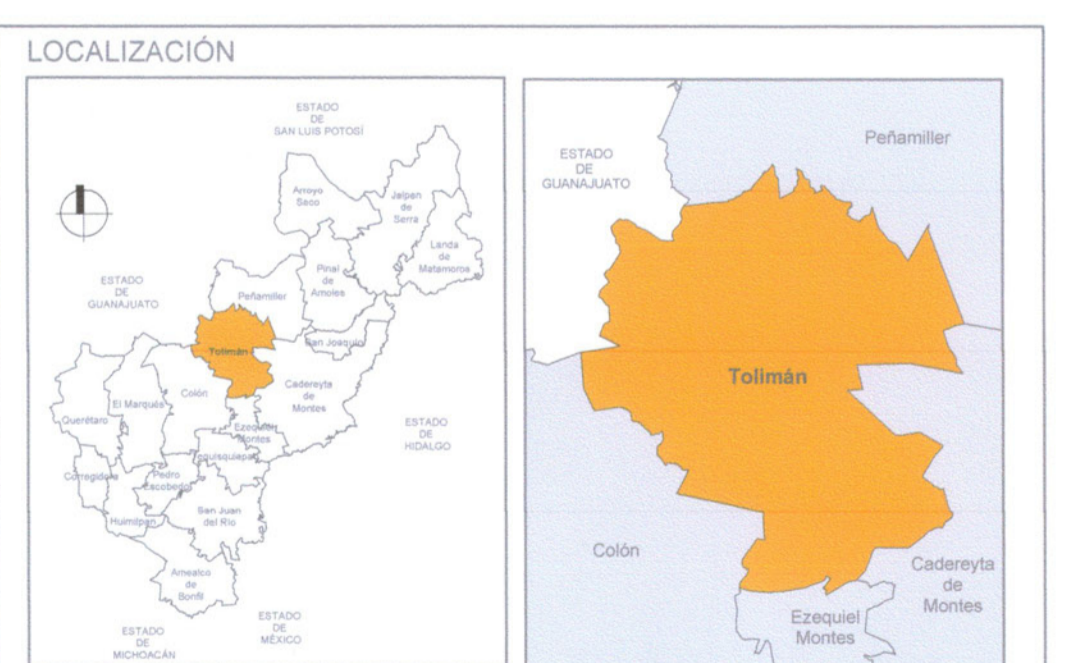 LOCALIZACIÓN
ESTADO
DE
SAN LUIS POTOSÍ
Arroyo
Seco
Jalpan
de
Serra
Landa
de
Matamoros
Pinal
de
Amoles
ESTADO
DE
GUANAJUATO
Peñamiller
San Joaquín
Tolimán
Cadereyta
de
Montes
Colón
El Marqués
Querétaro
Ezequiel
Montes
ESTADO
DE
HIDALGO
Tequisquiapan
Corregidora
Pedro
Escobedo
San Juan
del Río
Huimilpan
Amealco
de
Bonfil
ESTADO
DE
MÉXICO
ESTADO
DE
MICHOACÁN
ESTADO
DE
GUANAJUATO
Peñamiller
Tolimán
Colón
Cadereyta
de
Montes
Ezequiel
Montes